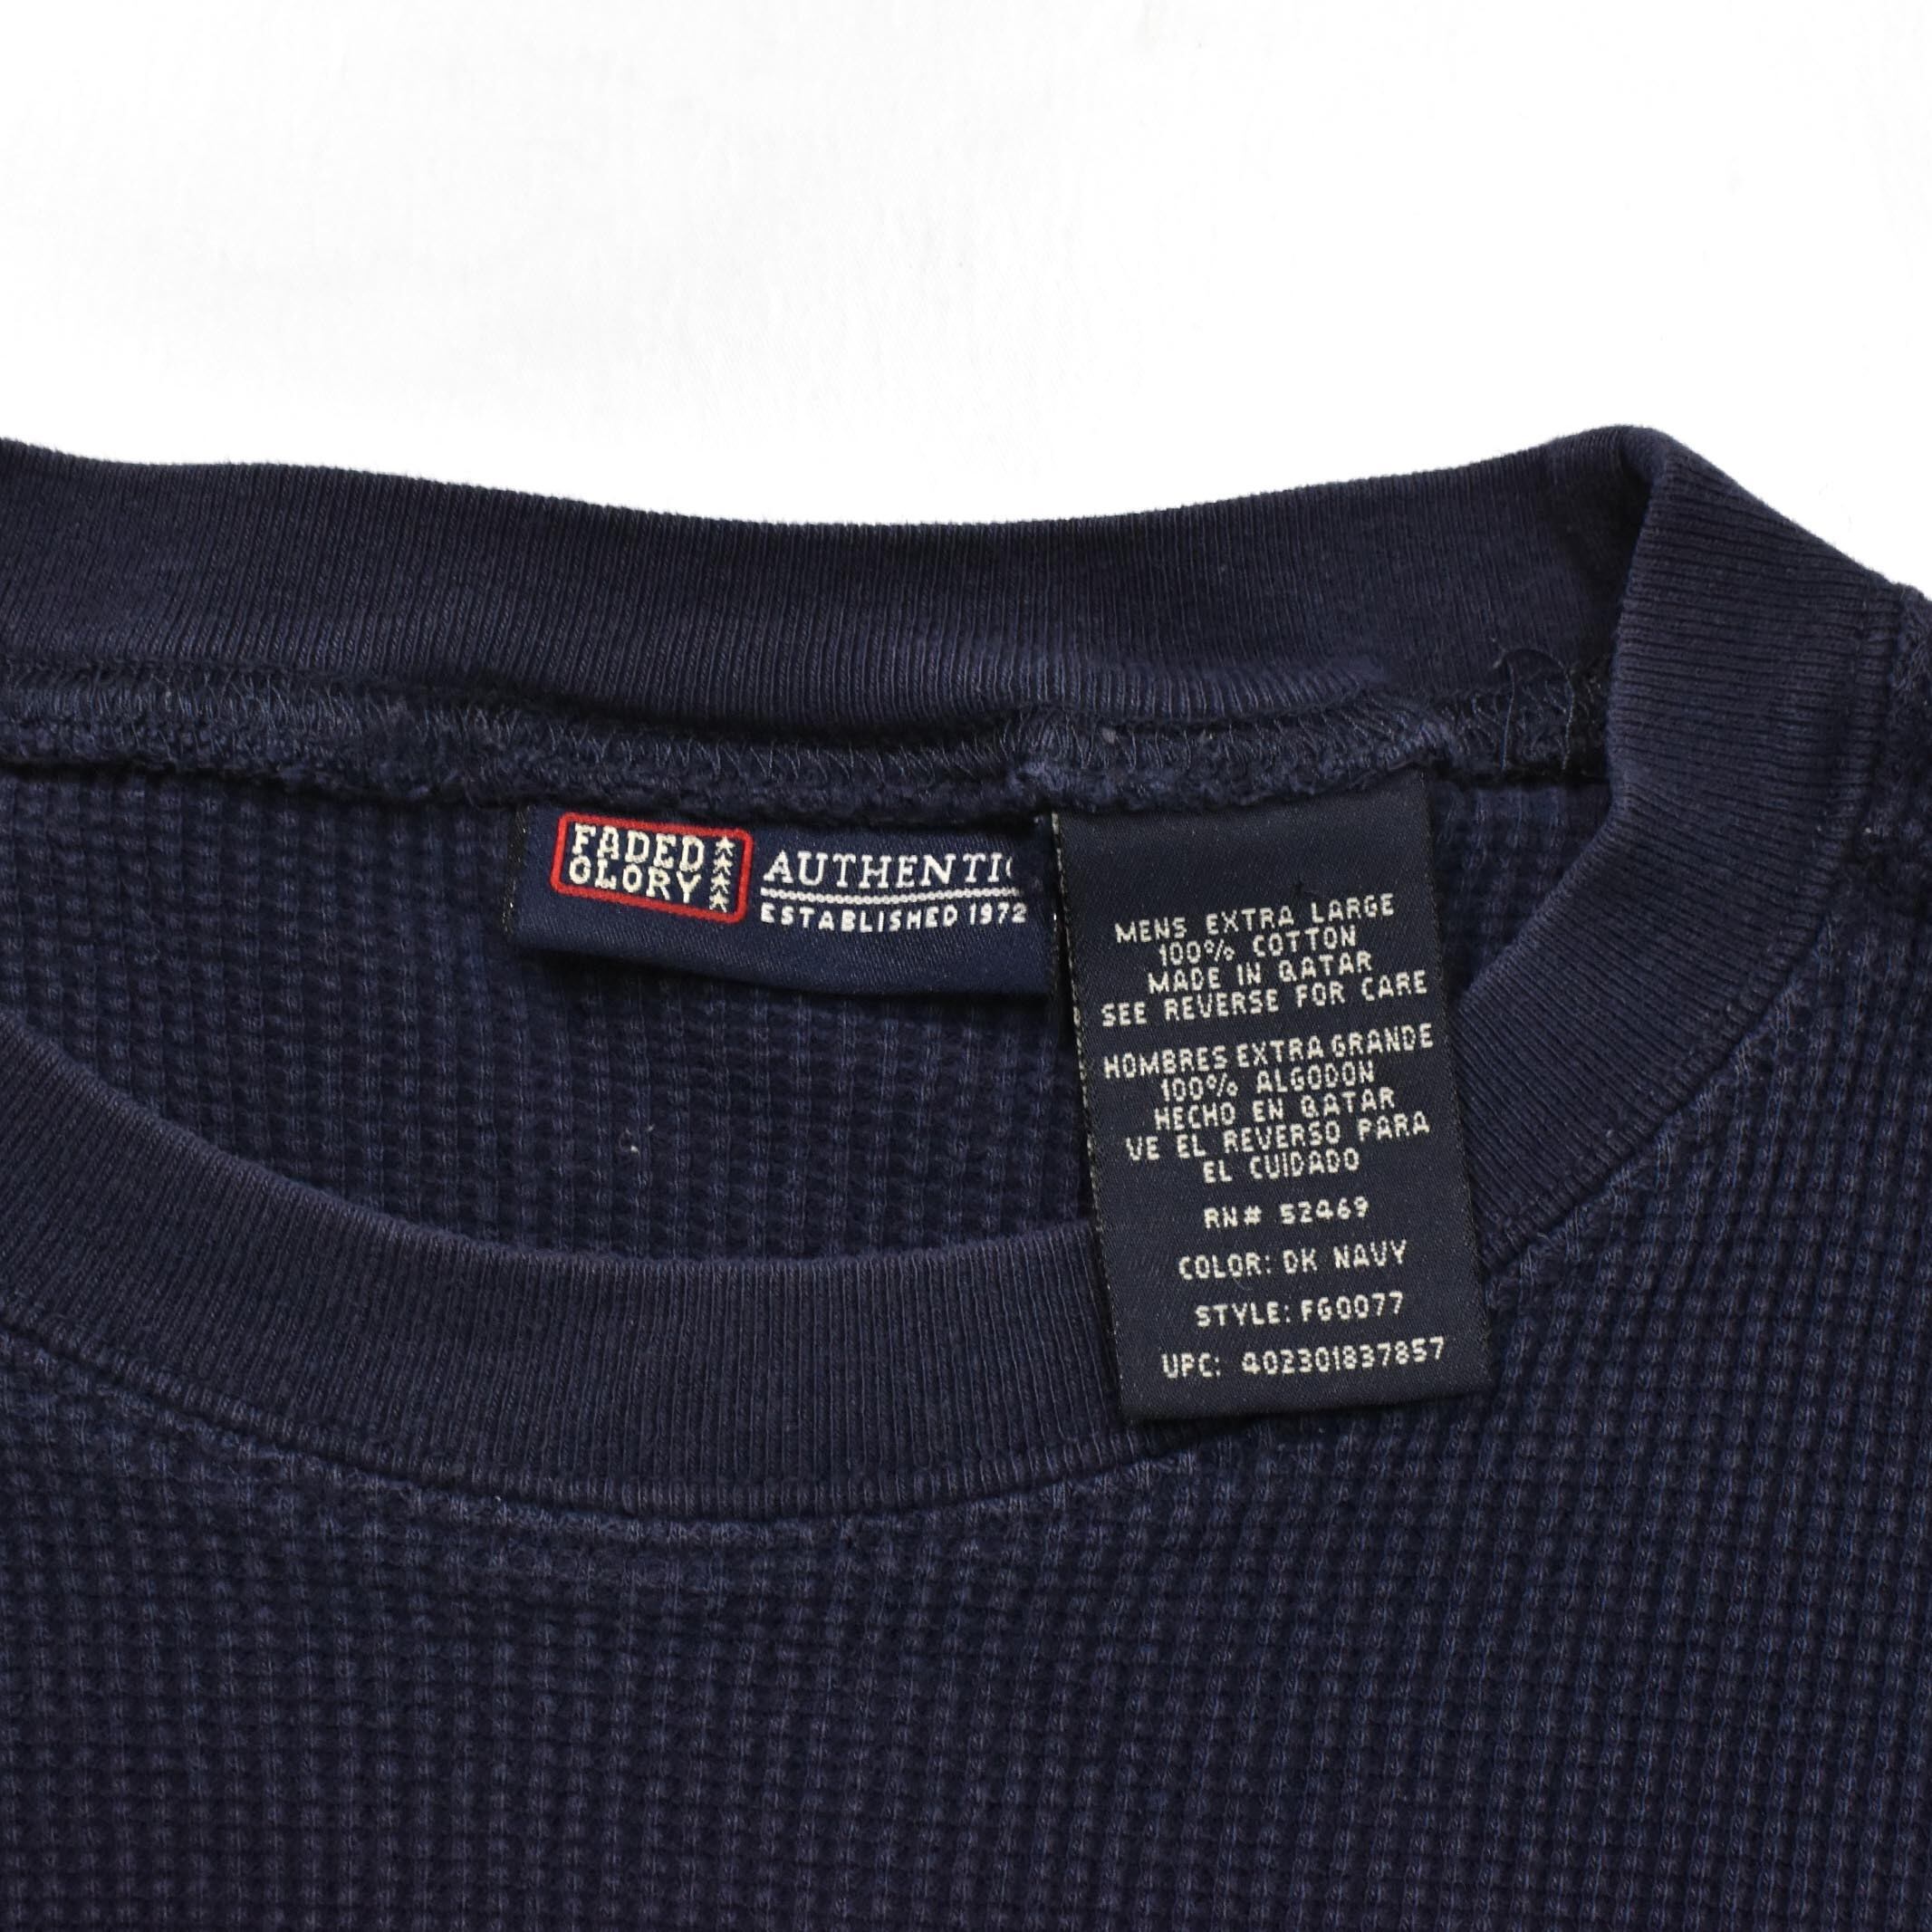 FADED
GLORY
AUTHENTI
ESTABLISHED 1972
MENS EXTRA LARGE
100% COTTON
MADE IN QATAR
SEE REVERSE FOR CARE
HOMBRES EXTRA GRANDE
100% ALGODON
HECHO EN QATAR
VE EL REVERSO PARA
EL CUIDADO
RN# 52469
COLOR: DK NAVY
STYLE: FG0077
UPC: 402301837857